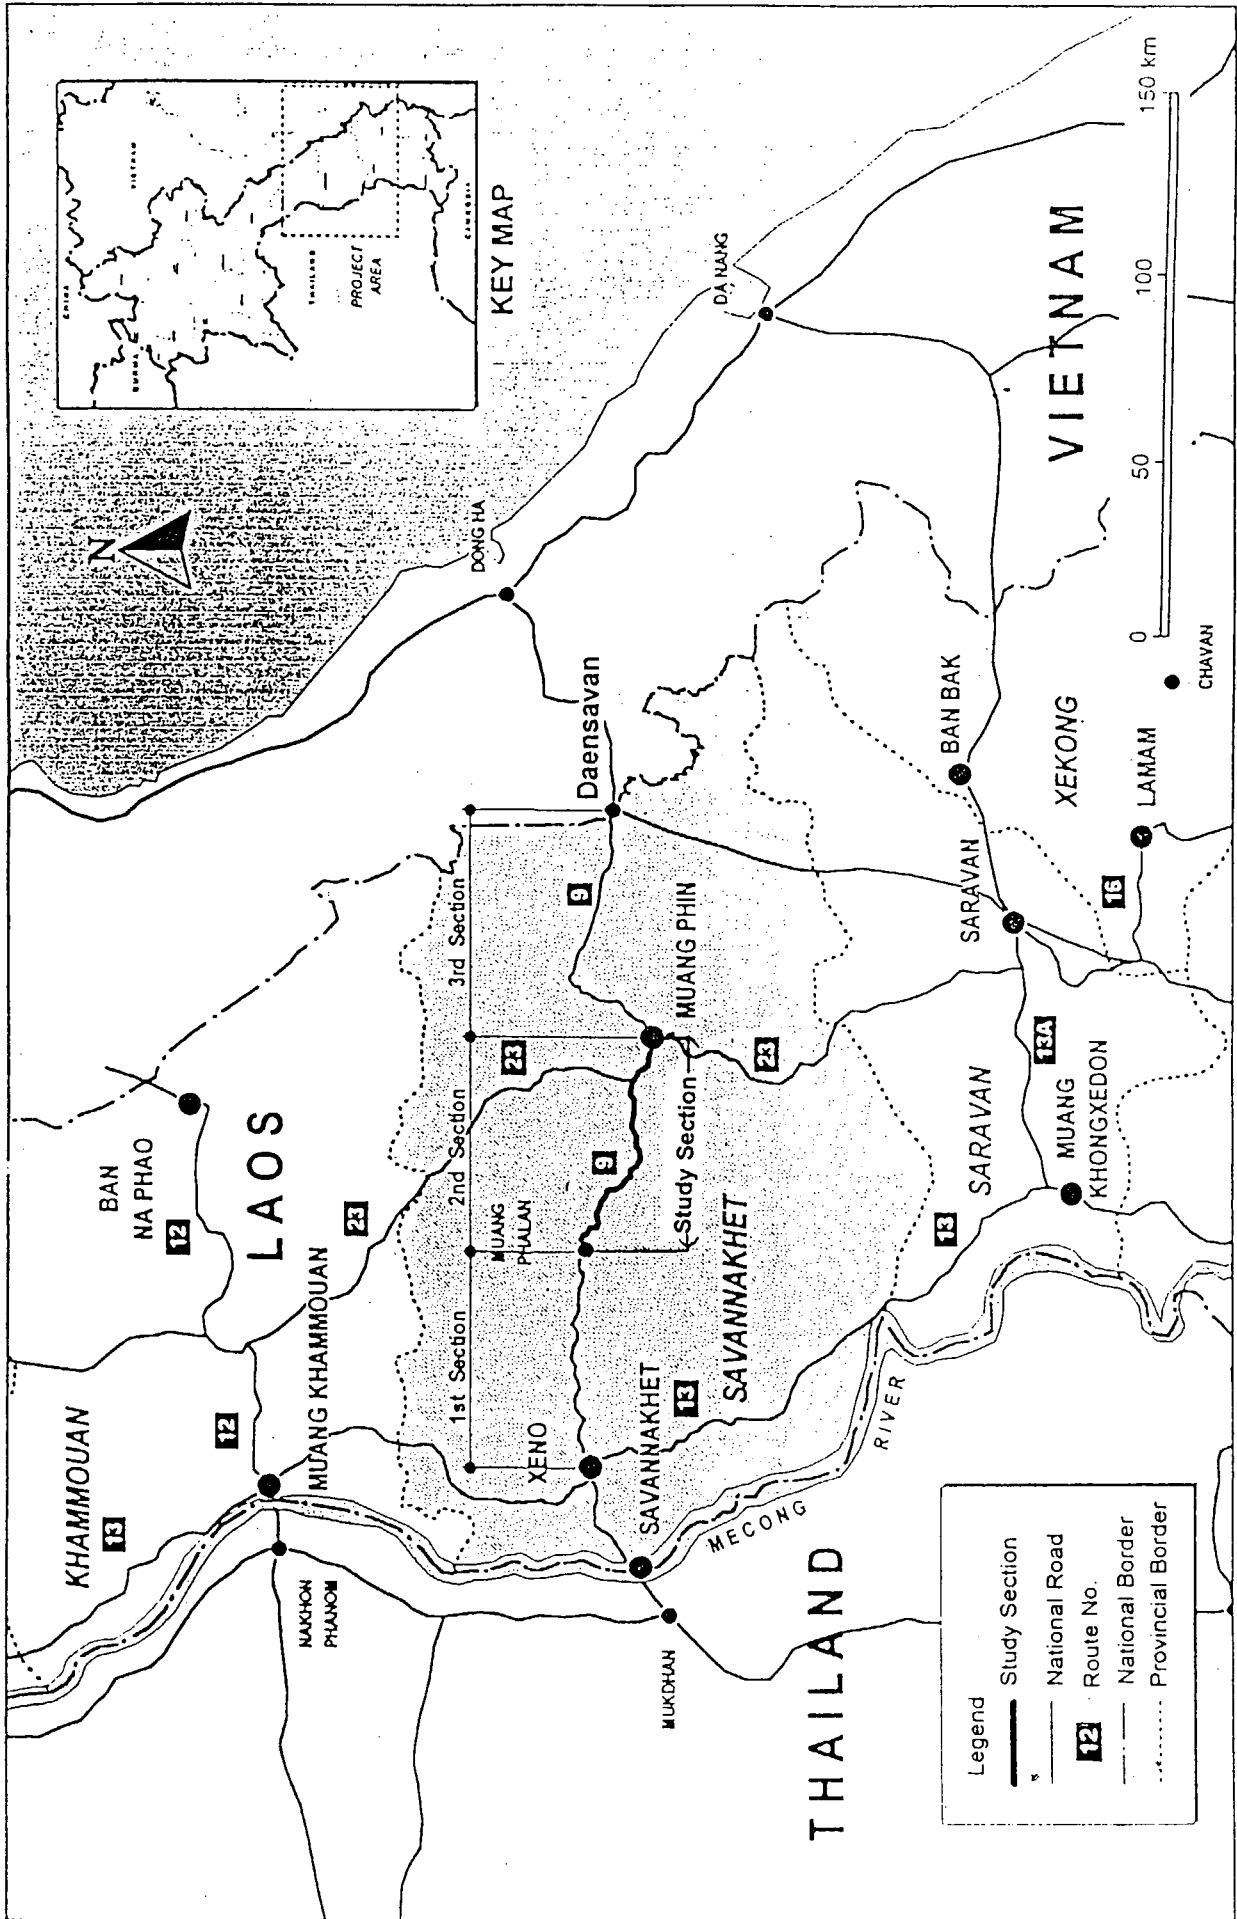 N
KEY MAP
CHINA
BURMA
VIETNAM
THAILAND
PROJECT
AREA
CAMBODIA
KHAMMOUAN
13
12
MUANG KHAMMOUAN
NAKHON
PHANOM
BAN
NA PHAO
12
LAOS
23
DONG HA
DA NANG
1st Section
2nd Section
3rd Section
XENO
MUANG
PHALAN
23
9
9
Daensavan
SAVANNAKHET
13
SAVANNAKHET
Study Section
MUANG PHIN
23
MUKDHAN
MECONG
RIVER
THAILAND
VIETNAM
13
SARAVAN
13A
MUANG
KHONGXEDON
SARAVAN
BAN BAK
XEKONG
16
LAMAM
CHAVAN
0
50
100
150 km
Legend
Study Section
National Road
12
Route No.
National Border
Provincial Border